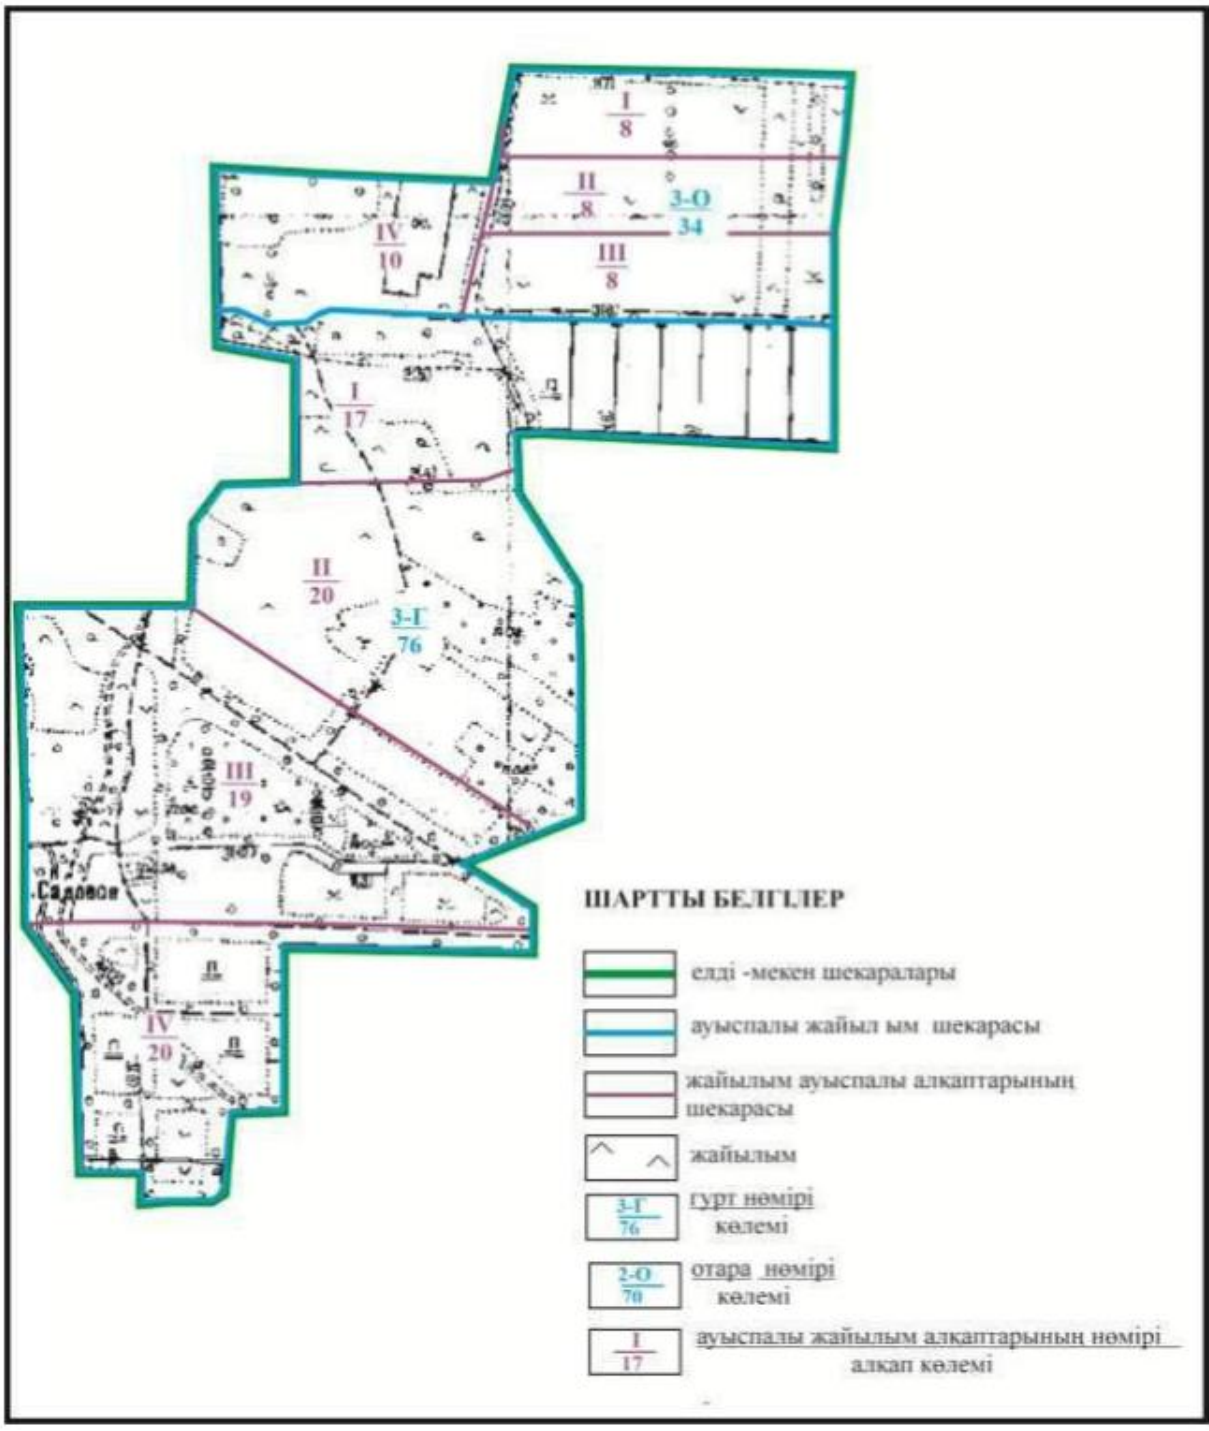 I
8
II
8
3-О
34
IV
10
III
8
I
17
II
20
3-Г
76
III
19
Садовое
IV
20
П
П
ШАРТТЫ БЕЛГІЛЕР
елді -мекен шекаралары
ауыспалы жайыл ым шекарасы
жайылым ауыспалы алқаптарының
шекарасы
жайылым
3-Г
76
гурт нөмірі
көлемі
2-О
70
отара нөмірі
көлемі
I
17
ауыспалы жайылым алқаптарының нөмірі
алқап көлемі